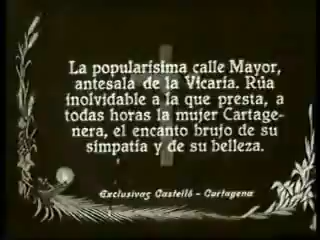 La popularísima calle Mayor,
antesala de la Vicaría. Rúa
inolvidable a la que presta, a
todas horas la mujer Cartage-
nera, el encanto brujo de su
simpatía y de su belleza.
Exclusivas Castelló - Cartagena